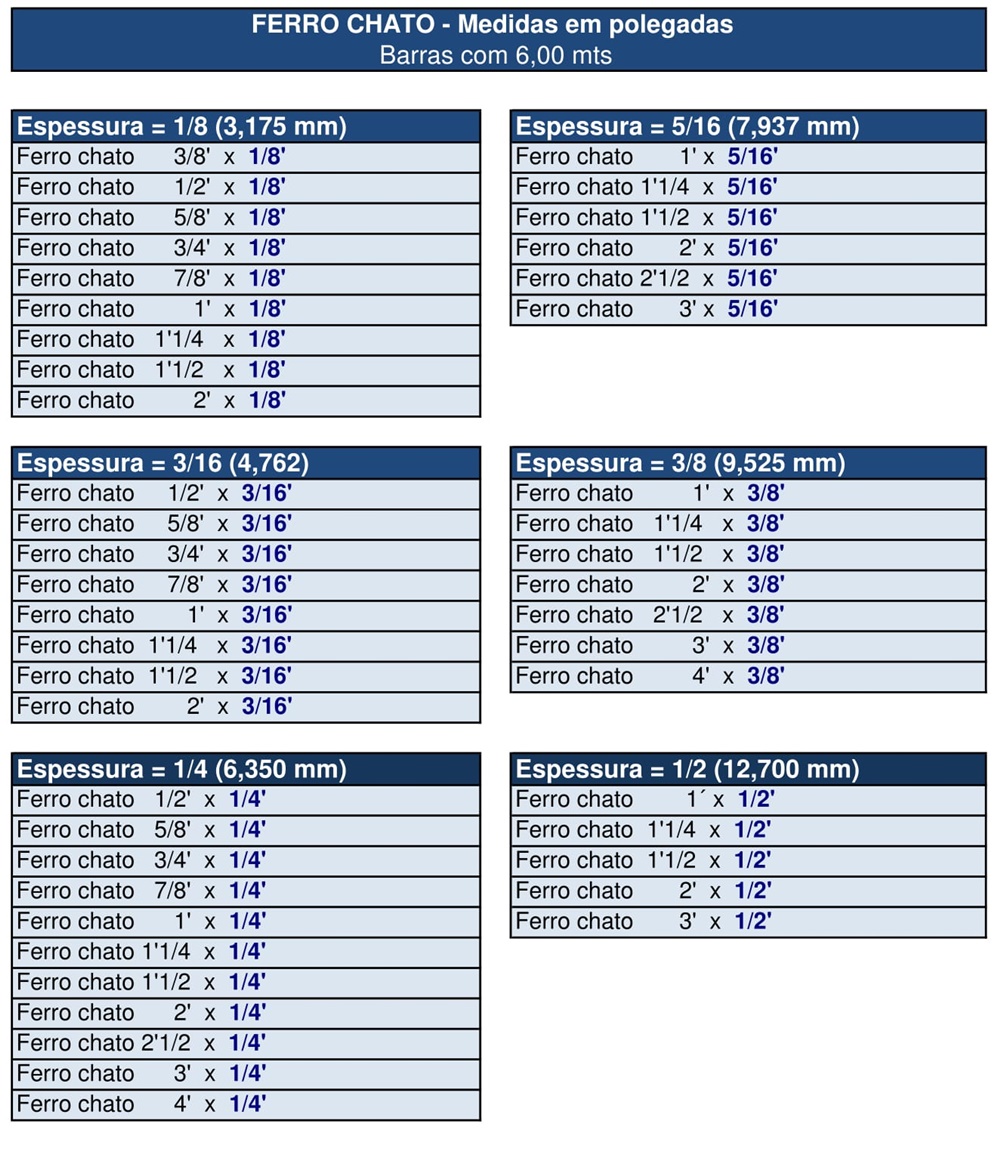 FERRO CHATO - Medidas em polegadas
Barras com 6,00 mts
Espessura = 1/8 (3,175 mm)
Ferro chato 3/8' x 1/8'
Ferro chato 1/2' x 1/8'
Ferro chato 5/8' x 1/8'
Ferro chato 3/4' x 1/8'
Ferro chato 7/8' x 1/8'
Ferro chato 1' x 1/8'
Ferro chato 1'1/4 x 1/8'
Ferro chato 1'1/2 x 1/8'
Ferro chato 2' x 1/8'
Espessura = 5/16 (7,937 mm)
Ferro chato 1' x 5/16'
Ferro chato 1'1/4 x 5/16'
Ferro chato 1'1/2 x 5/16'
Ferro chato 2' x 5/16'
Ferro chato 2'1/2 x 5/16'
Ferro chato 3' x 5/16'
Espessura = 3/16 (4,762)
Ferro chato 1/2' x 3/16'
Ferro chato 5/8' x 3/16'
Ferro chato 3/4' x 3/16'
Ferro chato 7/8' x 3/16'
Ferro chato 1' x 3/16'
Ferro chato 1'1/4 x 3/16'
Ferro chato 1'1/2 x 3/16'
Ferro chato 2' x 3/16'
Espessura = 3/8 (9,525 mm)
Ferro chato 1' x 3/8'
Ferro chato 1'1/4 x 3/8'
Ferro chato 1'1/2 x 3/8'
Ferro chato 2' x 3/8'
Ferro chato 2'1/2 x 3/8'
Ferro chato 3' x 3/8'
Ferro chato 4' x 3/8'
Espessura = 1/4 (6,350 mm)
Ferro chato 1/2' x 1/4'
Ferro chato 5/8' x 1/4'
Ferro chato 3/4' x 1/4'
Ferro chato 7/8' x 1/4'
Ferro chato 1' x 1/4'
Ferro chato 1'1/4 x 1/4'
Ferro chato 1'1/2 x 1/4'
Ferro chato 2' x 1/4'
Ferro chato 2'1/2 x 1/4'
Ferro chato 3' x 1/4'
Ferro chato 4' x 1/4'
Espessura = 1/2 (12,700 mm)
Ferro chato 1´ x 1/2'
Ferro chato 1'1/4 x 1/2'
Ferro chato 1'1/2 x 1/2'
Ferro chato 2' x 1/2'
Ferro chato 3' x 1/2'